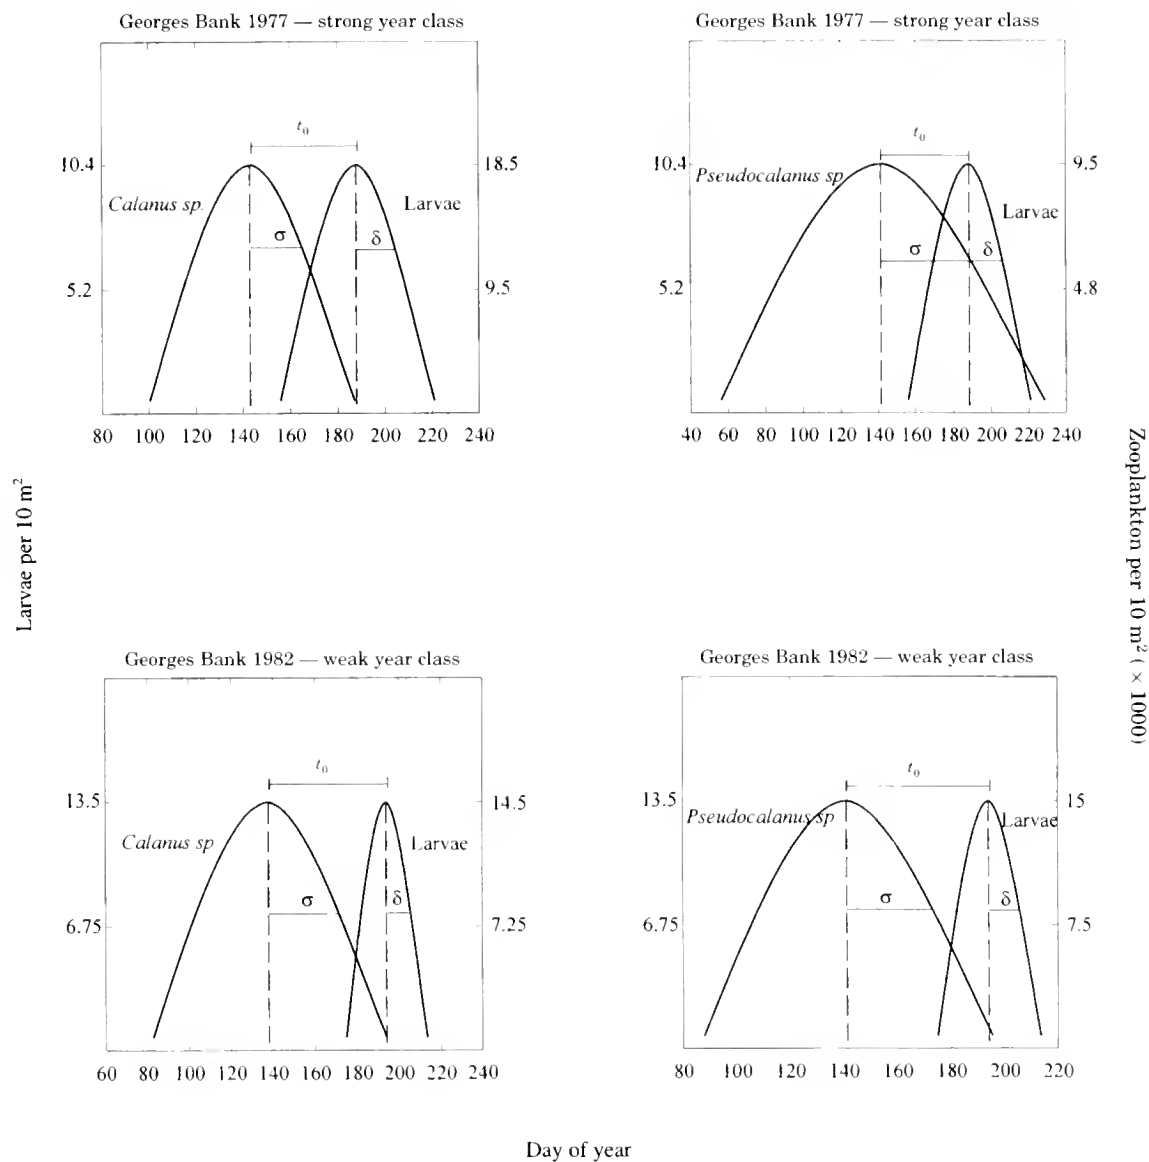 Georges Bank 1977 — strong year class
t₀
10.4
18.5
Calanus sp.
Larvae
σ
δ
5.2
9.5
80 100 120 140 160 180 200 220 240
Georges Bank 1977 — strong year class
t₀
10.4
9.5
Pseudocalanus sp
Larvae
σ
δ
5.2
4.8
40 60 80 100 120 140 160 180 200 220 240
Larvae per 10 m²
Zooplankton per 10 m² ( × 1000)
Georges Bank 1982 — weak year class
t₀
13.5
14.5
Calanus sp
Larvae
σ
δ
6.75
7.25
60 80 100 120 140 160 180 200 220 240
Georges Bank 1982 — weak year class
t₀
13.5
15
Pseudocalanus sp
Larvae
σ
δ
6.75
7.5
80 100 120 140 160 180 200 220
Day of year